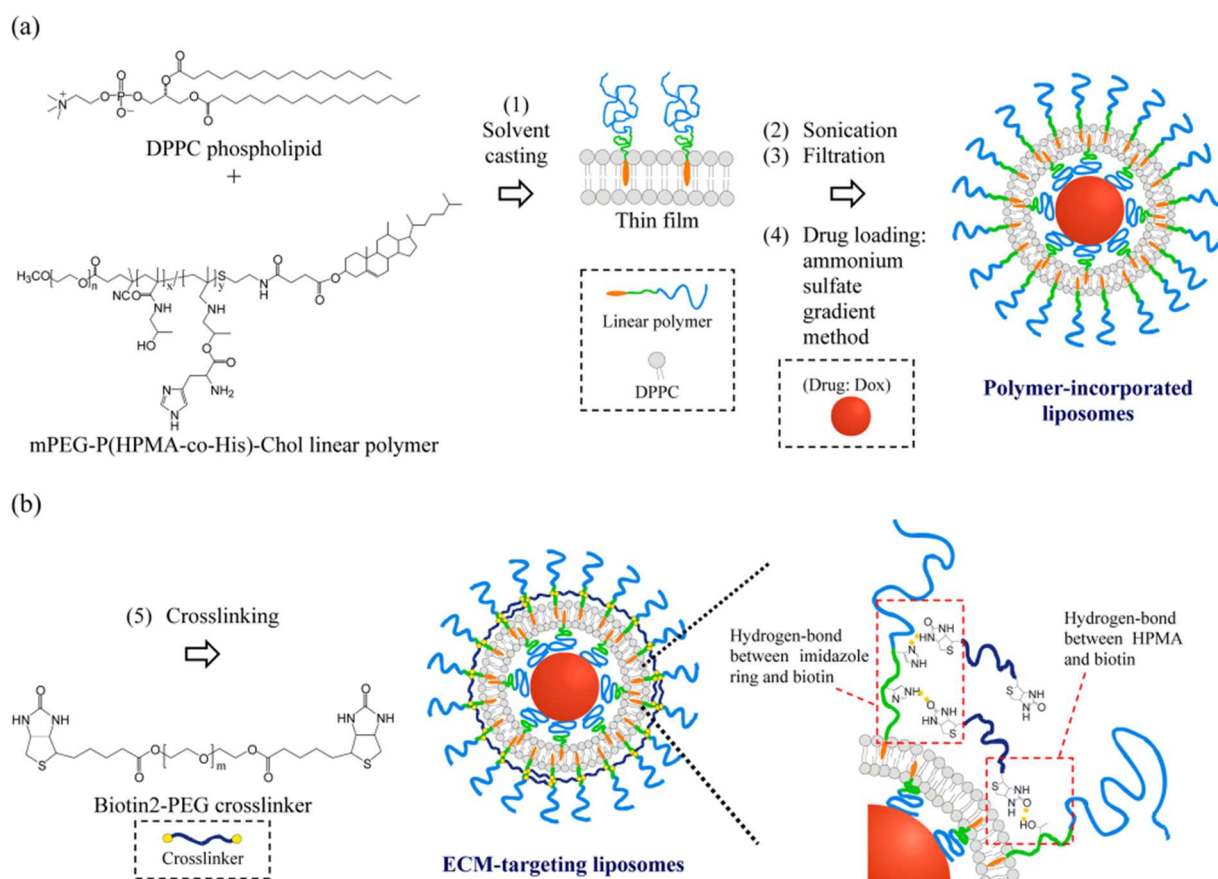 (a)
DPPC phospholipid
+
mPEG-P(HPMA-co-His)-Chol linear polymer
(1)
Solvent
casting
Thin film
Linear polymer
DPPC
(2) Sonication
(3) Filtration
(4) Drug loading:
ammonium
sulfate
gradient
method
(Drug: Dox)
Polymer-incorporated
liposomes
(b)
(5) Crosslinking
Biotin2-PEG crosslinker
Crosslinker
ECM-targeting liposomes
Hydrogen-bond
between imidazole
ring and biotin
Hydrogen-bond
between HPMA
and biotin